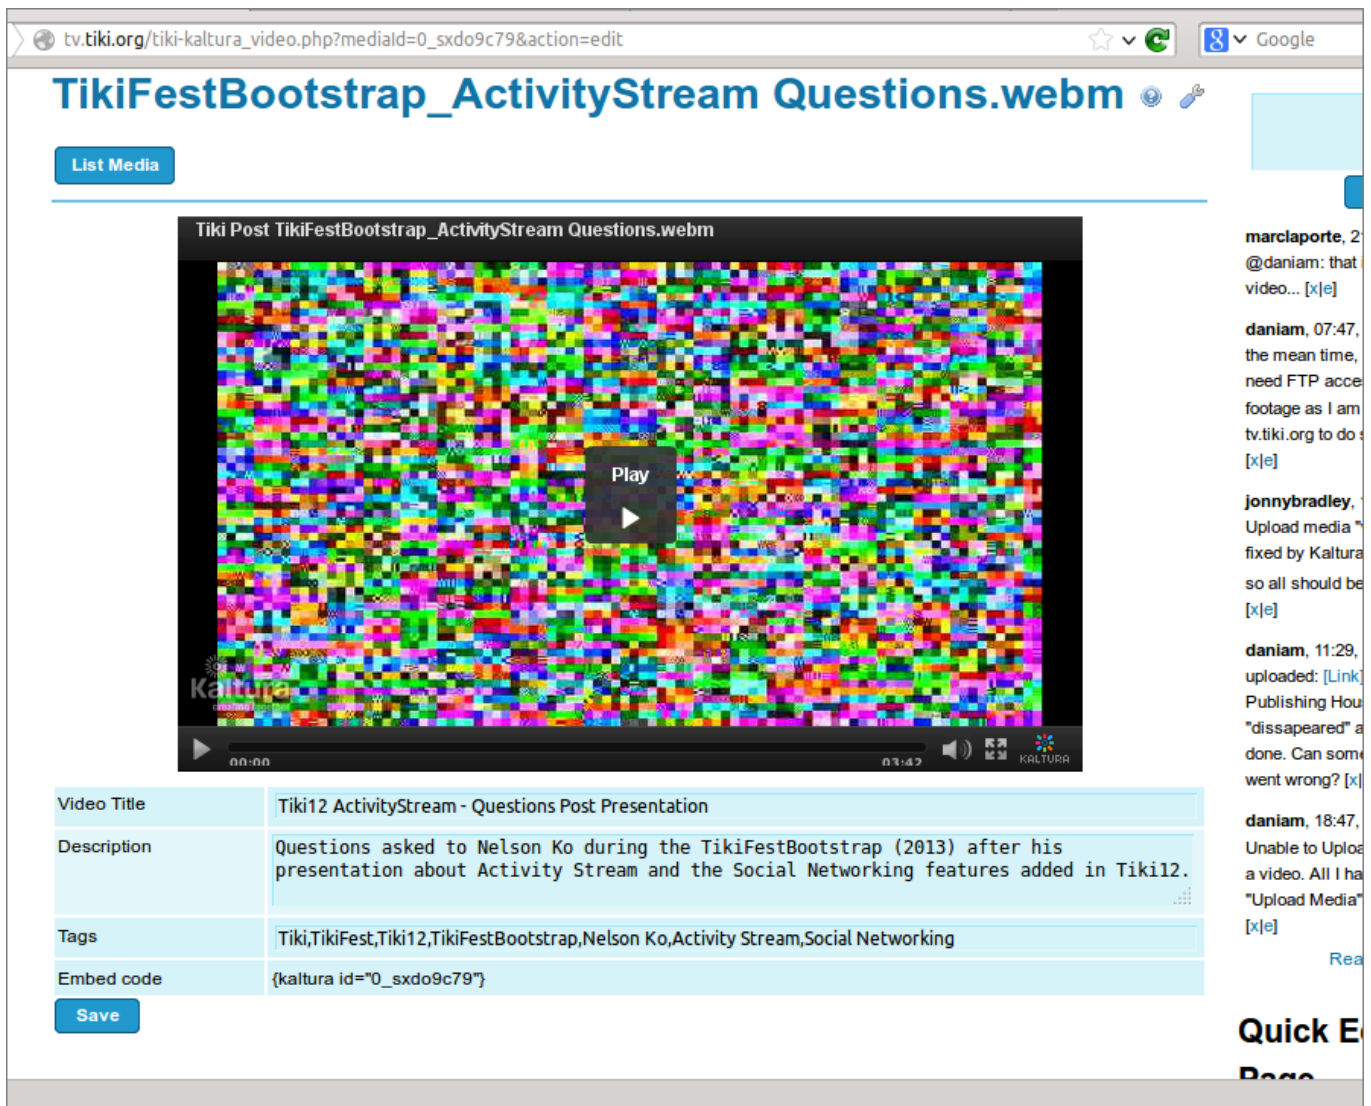 tv.tiki.org/tiki-kaltura_video.php?mediaId=0_sxdo9c79&action=edit
Google
TikiFestBootstrap_ActivityStream Questions.webm
List Media
Tiki Post TikiFestBootstrap_ActivityStream Questions.webm
Play
Kaltura
creating together
00:00
03:42
KALTURA
Video Title
Tiki12 ActivityStream - Questions Post Presentation
Description
Questions asked to Nelson Ko during the TikiFestBootstrap (2013) after his
presentation about Activity Stream and the Social Networking features added in Tiki12.
Tags
Tiki,TikiFest,Tiki12,TikiFestBootstrap,Nelson Ko,Activity Stream,Social Networking
Embed code
{kaltura id="0_sxdo9c79"}
Save
marclaporte, 2
@daniam: that i
video... [x|e]
daniam, 07:47,
the mean time,
need FTP acce
footage as I am
tv.tiki.org to do s
[x|e]
jonnybradley,
Upload media "
fixed by Kaltura
so all should be
[x|e]
daniam, 11:29,
uploaded: [Link]
Publishing Hou
"dissapeared" a
done. Can some
went wrong? [x|
daniam, 18:47,
Unable to Uploa
a video. All I ha
"Upload Media"
[x|e]
Rea
Quick E
Page